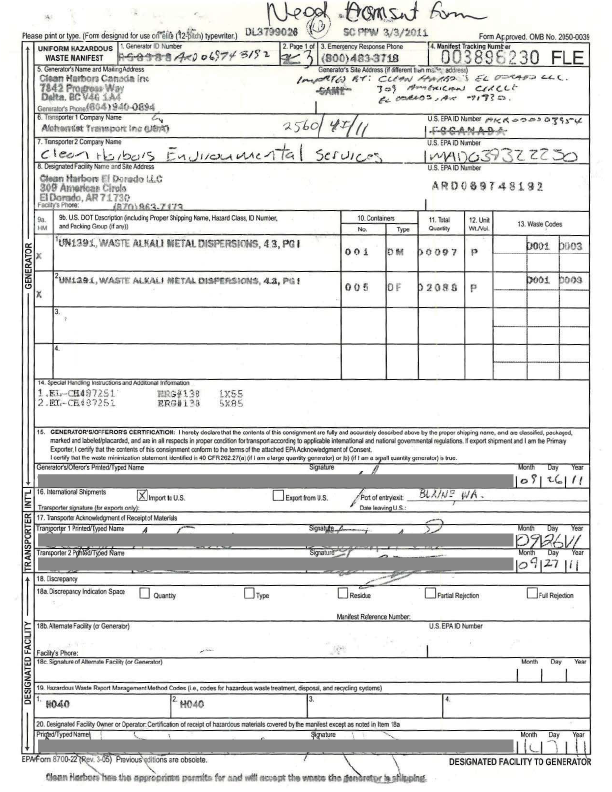 Need Consent Form
Please print or type. (Form designed for use on elite (12-pitch) typewriter.) DL3799026 SC PPW 3/3/2011 Form Approved. OMB No. 2050-0039
UNIFORM HAZARDOUS WASTE MANIFEST
1. Generator ID Number
ARD069748192
2. Page 1 of
3
3. Emergency Response Phone
(800)483-3718
4. Manifest Tracking Number
003896230 FLE
5. Generator's Name and Mailing Address
Clean Harbors Canada Inc
7842 Progress Way
Delta, BC V4G 1A4
Generator's Phone: (604)940-0894
Generator's Site Address (if different than mailing address)
IMPORTED AT: CLEAN HARBORS EL DORADO LLC.
SAME 309 AMERICAN CIRCLE
EL DORADO, AR 71730.
6. Transporter 1 Company Name
Alchemist Transport Inc (USA)
2560/
U.S. EPA ID Number
7. Transporter 2 Company Name
Clean Harbors Environmental Services
U.S. EPA ID Number
MAD039322250
8. Designated Facility Name and Site Address
Clean Harbors El Dorado LLC
309 American Circle
El Dorado, AR 71730
Facility's Phone: (870)863-7173
U.S. EPA ID Number
ARD069748192
9a. HM
9b. U.S. DOT Description (including Proper Shipping Name, Hazard Class, ID Number, and Packing Group (if any))
10. Containers
No. Type
11. Total Quantity
12. Unit Wt./Vol.
13. Waste Codes
X 1. UN1391, WASTE ALKALI METAL DISPERSIONS, 4.3, PG I 001 DM 00097 P D001 D003
X 2. UN1391, WASTE ALKALI METAL DISPERSIONS, 4.3, PG I 005 DF 02088 P D001 D003
3.
4.
GENERATOR
14. Special Handling Instructions and Additional Information
1.EL-CH487251 ERG#138 1X55
2.EL-CH487251 ERG#138 5X85
15. GENERATOR'S/OFFEROR'S CERTIFICATION: I hereby declare that the contents of this consignment are fully and accurately described above by the proper shipping name, and are classified, packaged,
marked and labeled/placarded, and are in all respects in proper condition for transport according to applicable international and national governmental regulations. If export shipment and I am the Primary
Exporter, I certify that the contents of this consignment conform to the terms of the attached EPA Acknowledgment of Consent.
I certify that the waste minimization statement identified in 40 CFR 262.27(a) (if I am a large quantity generator) or (b) (if I am a small quantity generator) is true.
Generator's/Offeror's Printed/Typed Name Signature Month Day Year
09 26 11
TRANSPORTER INT'L
16. International Shipments
X Import to U.S. Export from U.S. Port of entry/exit: BLAINE WA.
Transporter signature (for exports only): Date leaving U.S.:
17. Transporter Acknowledgment of Receipt of Materials
Transporter 1 Printed/Typed Name Signature Month Day Year
09 26 11
Transporter 2 Printed/Typed Name Signature Month Day Year
09 27 11
DESIGNATED FACILITY
18. Discrepancy
18a. Discrepancy Indication Space Quantity Type Residue Partial Rejection Full Rejection
Manifest Reference Number:
18b. Alternate Facility (or Generator) U.S. EPA ID Number
Facility's Phone:
18c. Signature of Alternate Facility (or Generator) Month Day Year
19. Hazardous Waste Report Management Method Codes (i.e., codes for hazardous waste treatment, disposal, and recycling systems)
1. H040 2. H040 3. 4.
20. Designated Facility Owner or Operator: Certification of receipt of hazardous materials covered by the manifest except as noted in Item 18a
Printed/Typed Name Signature Month Day Year
EPA Form 8700-22 (Rev. 3-05) Previous editions are obsolete. DESIGNATED FACILITY TO GENERATOR
Clean Harbors has the appropriate permits for and will accept the waste the generator is shipping.